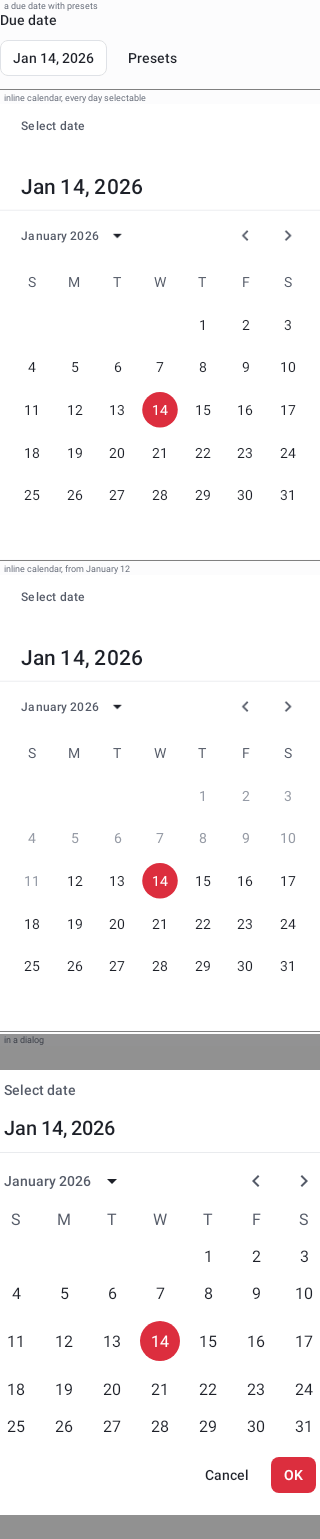 a due date with presets
Due date
Jan 14, 2026 Presets
inline calendar, every day selectable
Select date
Jan 14, 2026
January 2026
S M T W T F S
1 2 3
4 5 6 7 8 9 10
11 12 13 14 15 16 17
18 19 20 21 22 23 24
25 26 27 28 29 30 31
inline calendar, from January 12
Select date
Jan 14, 2026
January 2026
S M T W T F S
1 2 3
4 5 6 7 8 9 10
11 12 13 14 15 16 17
18 19 20 21 22 23 24
25 26 27 28 29 30 31
in a dialog
Select date
Jan 14, 2026
January 2026
S M T W T F S
1 2 3
4 5 6 7 8 9 10
11 12 13 14 15 16 17
18 19 20 21 22 23 24
25 26 27 28 29 30 31
Cancel OK